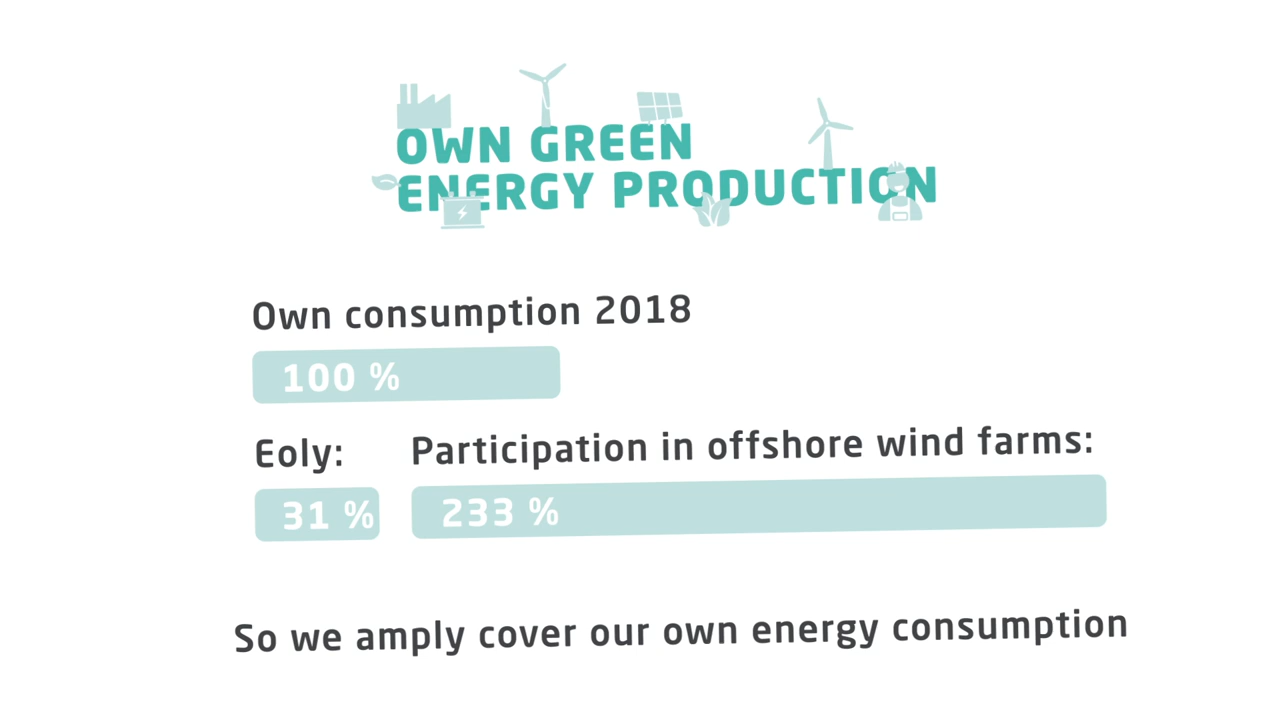 OWN GREEN
ENERGY PRODUCTION
Own consumption 2018
100 %
Eoly: Participation in offshore wind farms:
31 % 233 %
So we amply cover our own energy consumption